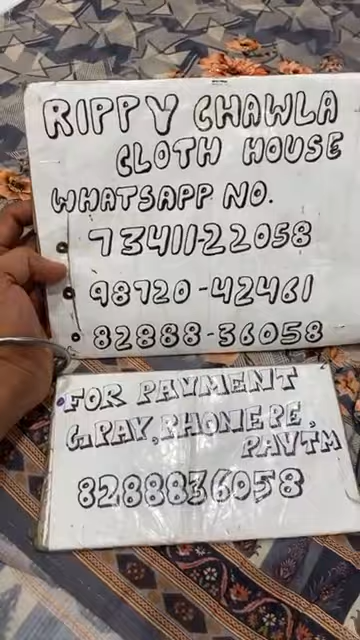 RIPPY CHAWLA
CLOTH HOUSE
WHATSAPP NO.
73411-22058
98720-42461
82888-36058
FOR PAYMENT
G PAY, PHONE PE,
PAYTM
8288836058